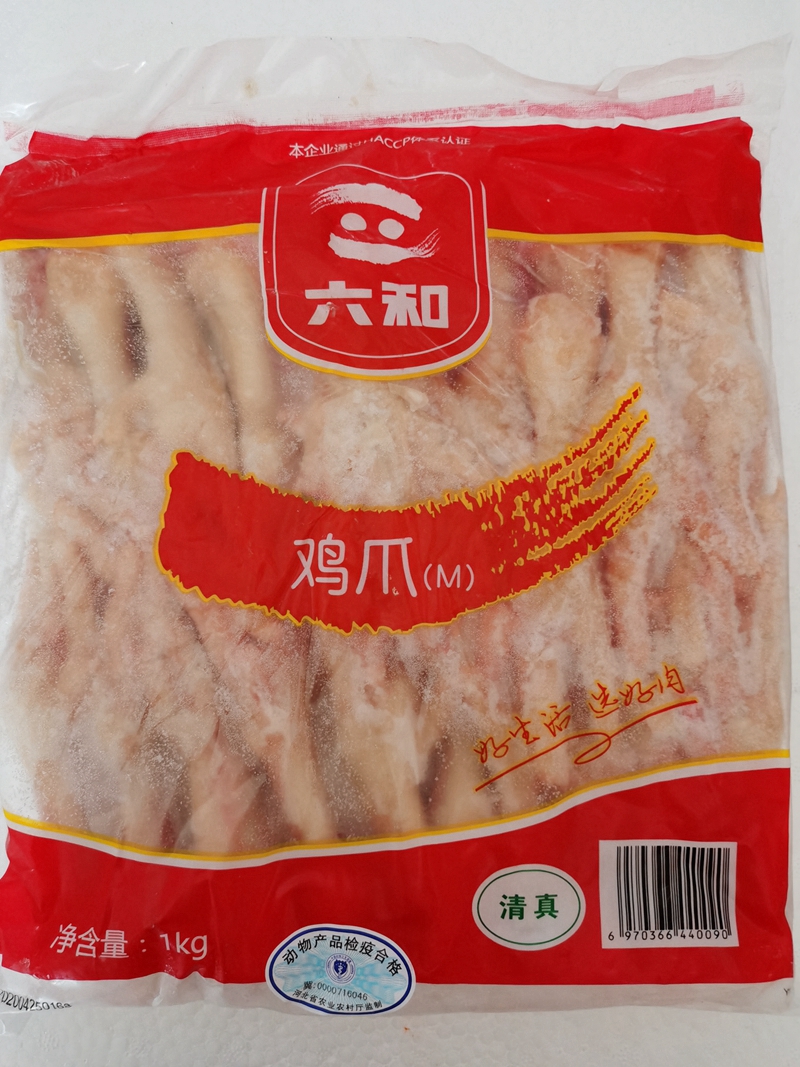 本企业通过HACCP体系认证
六和
鸡爪(M)
好生活 选好肉
清真
6 970366 440090
净含量：1kg
动物产品检疫合格
冀:0000716046
河北省农业农村厅监制